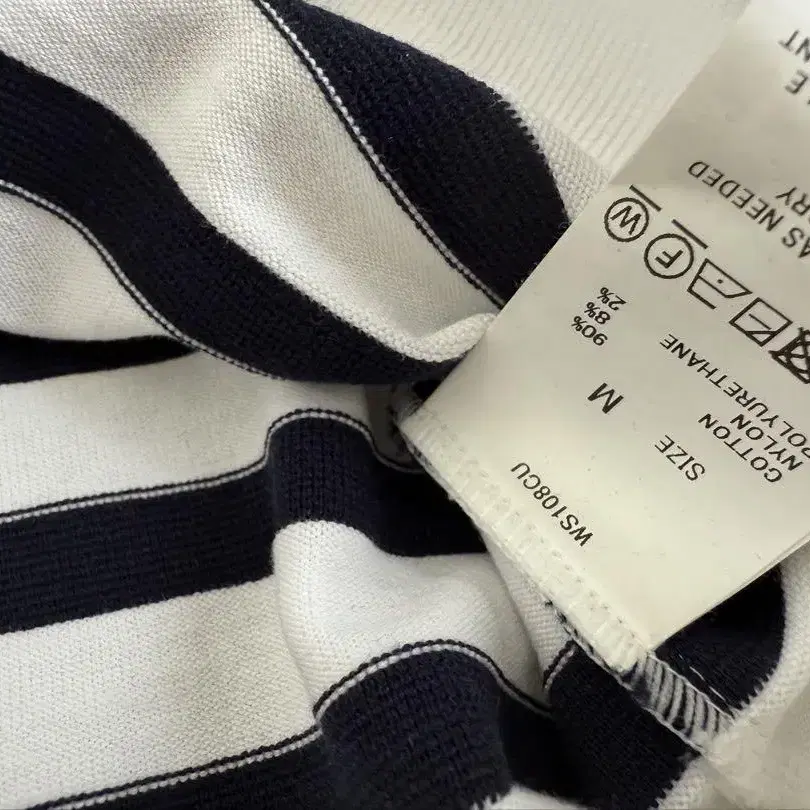 WS108CU
SIZE M
COTTON 90%
NYLON 8%
POLYURETHANE 2%
W F
AS NEEDED